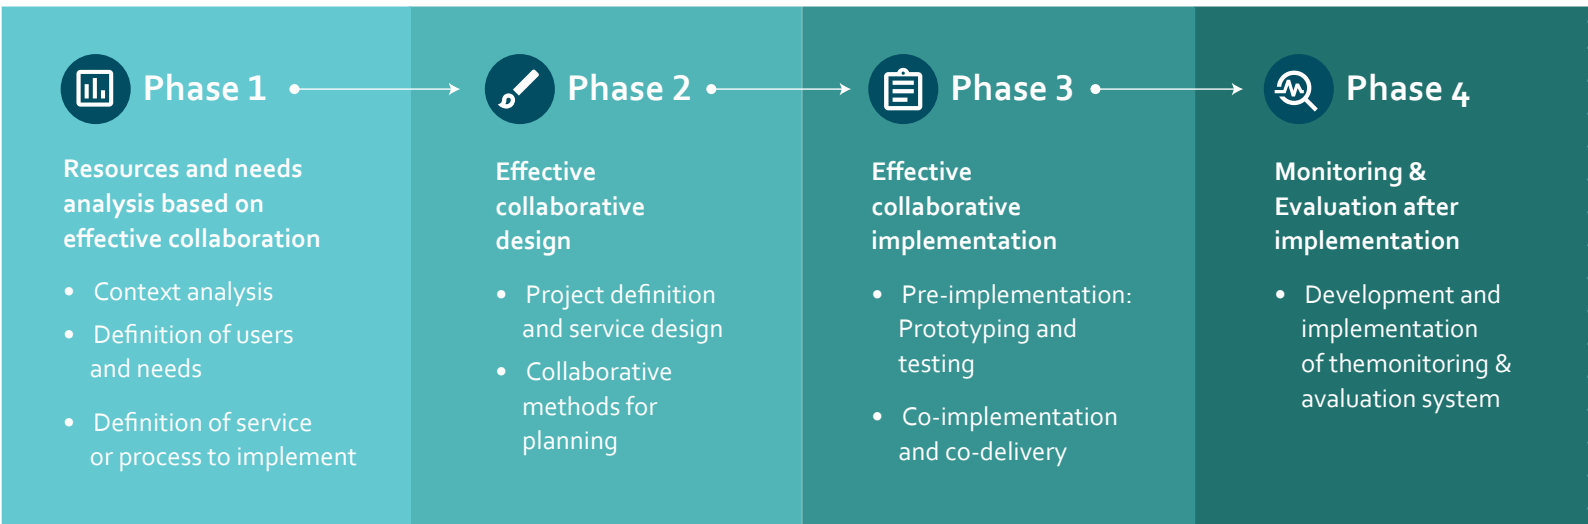 Phase 1
Resources and needs
analysis based on
effective collaboration
• Context analysis
• Definition of users
and needs
• Definition of service
or process to implement
Phase 2
Effective
collaborative
design
• Project definition
and service design
• Collaborative
methods for
planning
Phase 3
Effective
collaborative
implementation
• Pre-implementation:
Prototyping and
testing
• Co-implementation
and co-delivery
Phase 4
Monitoring &
Evaluation after
implementation
• Development and
implementation
of themonitoring &
avaluation system